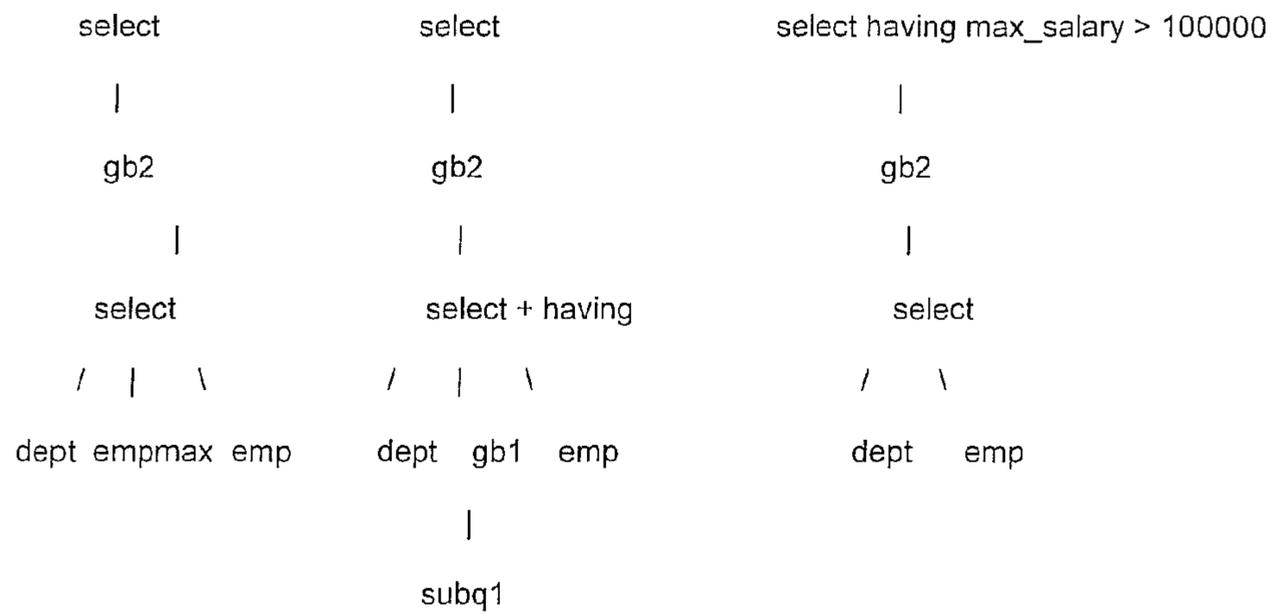 select select select having max_salary > 100000
| | |
gb2 gb2 gb2
| | |
select select + having select
/ | \ / | \ / \
dept empmax emp dept gb1 emp dept emp
|
subq1